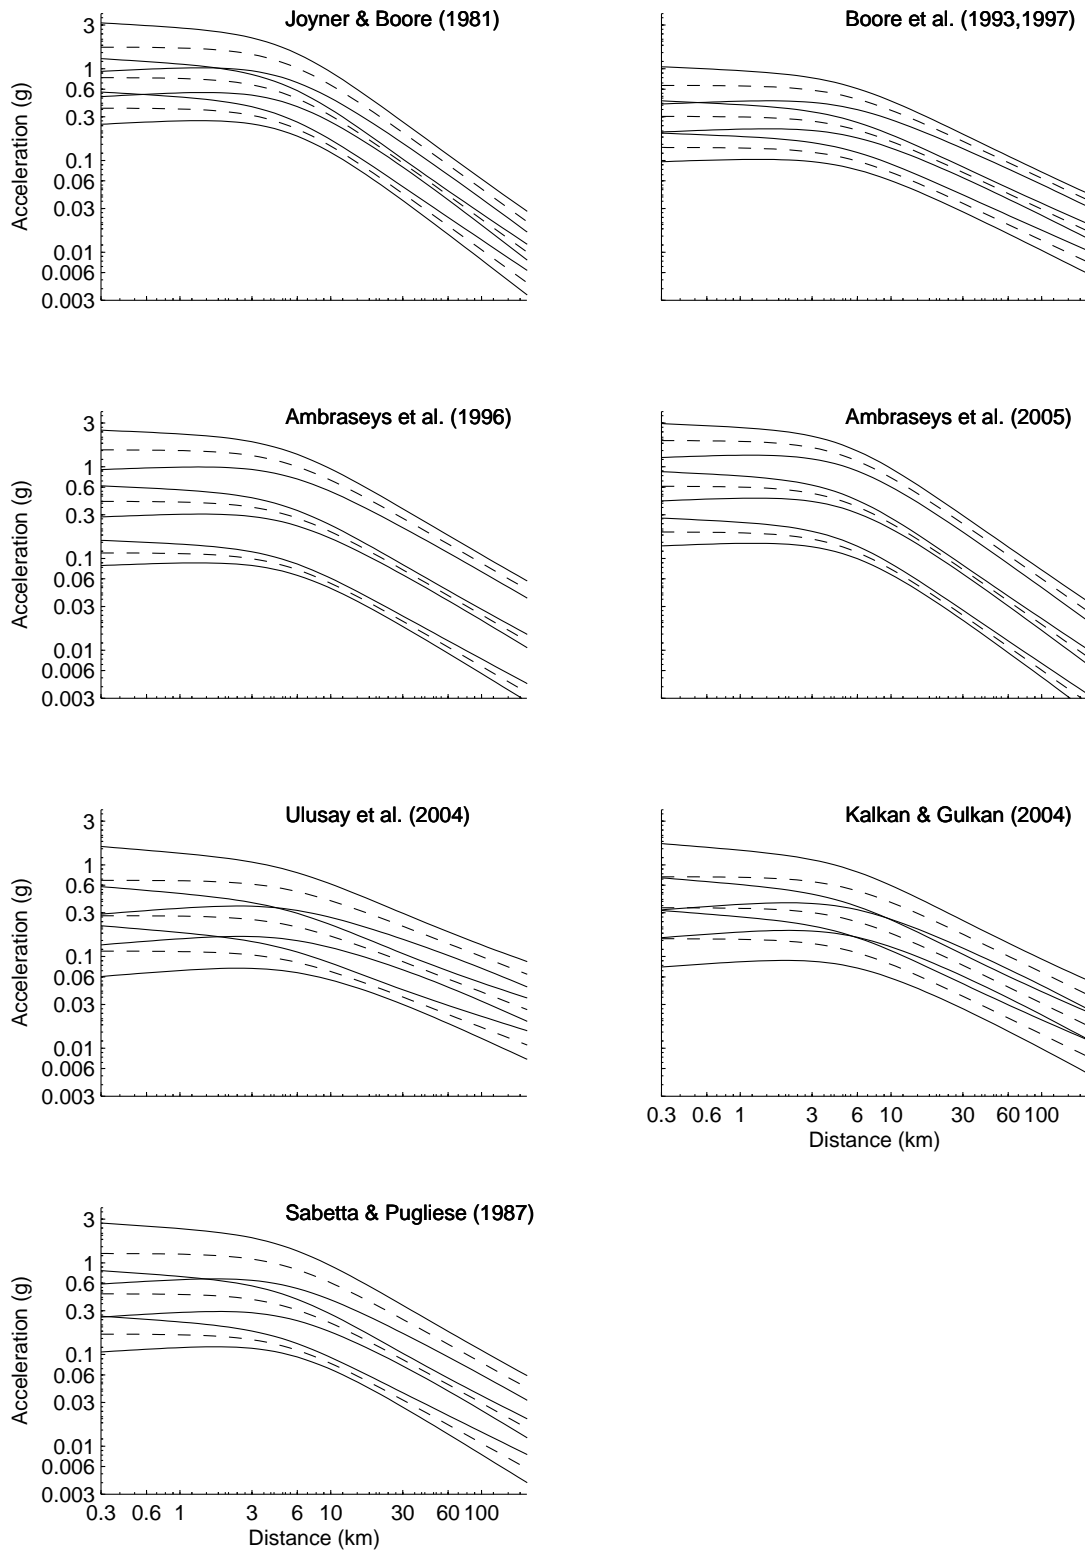 Joyner & Boore (1981)
3
1
0.6
0.3
0.1
0.06
0.03
0.01
0.006
0.003
Acceleration (g)
Boore et al. (1993,1997)
Ambraseys et al. (1996)
3
1
0.6
0.3
0.1
0.06
0.03
0.01
0.006
0.003
Acceleration (g)
Ambraseys et al. (2005)
Ulusay et al. (2004)
3
1
0.6
0.3
0.1
0.06
0.03
0.01
0.006
0.003
Acceleration (g)
Kalkan & Gulkan (2004)
0.3 0.6 1 3 6 10 30 60 100
Distance (km)
Sabetta & Pugliese (1987)
3
1
0.6
0.3
0.1
0.06
0.03
0.01
0.006
0.003
Acceleration (g)
0.3 0.6 1 3 6 10 30 60 100
Distance (km)